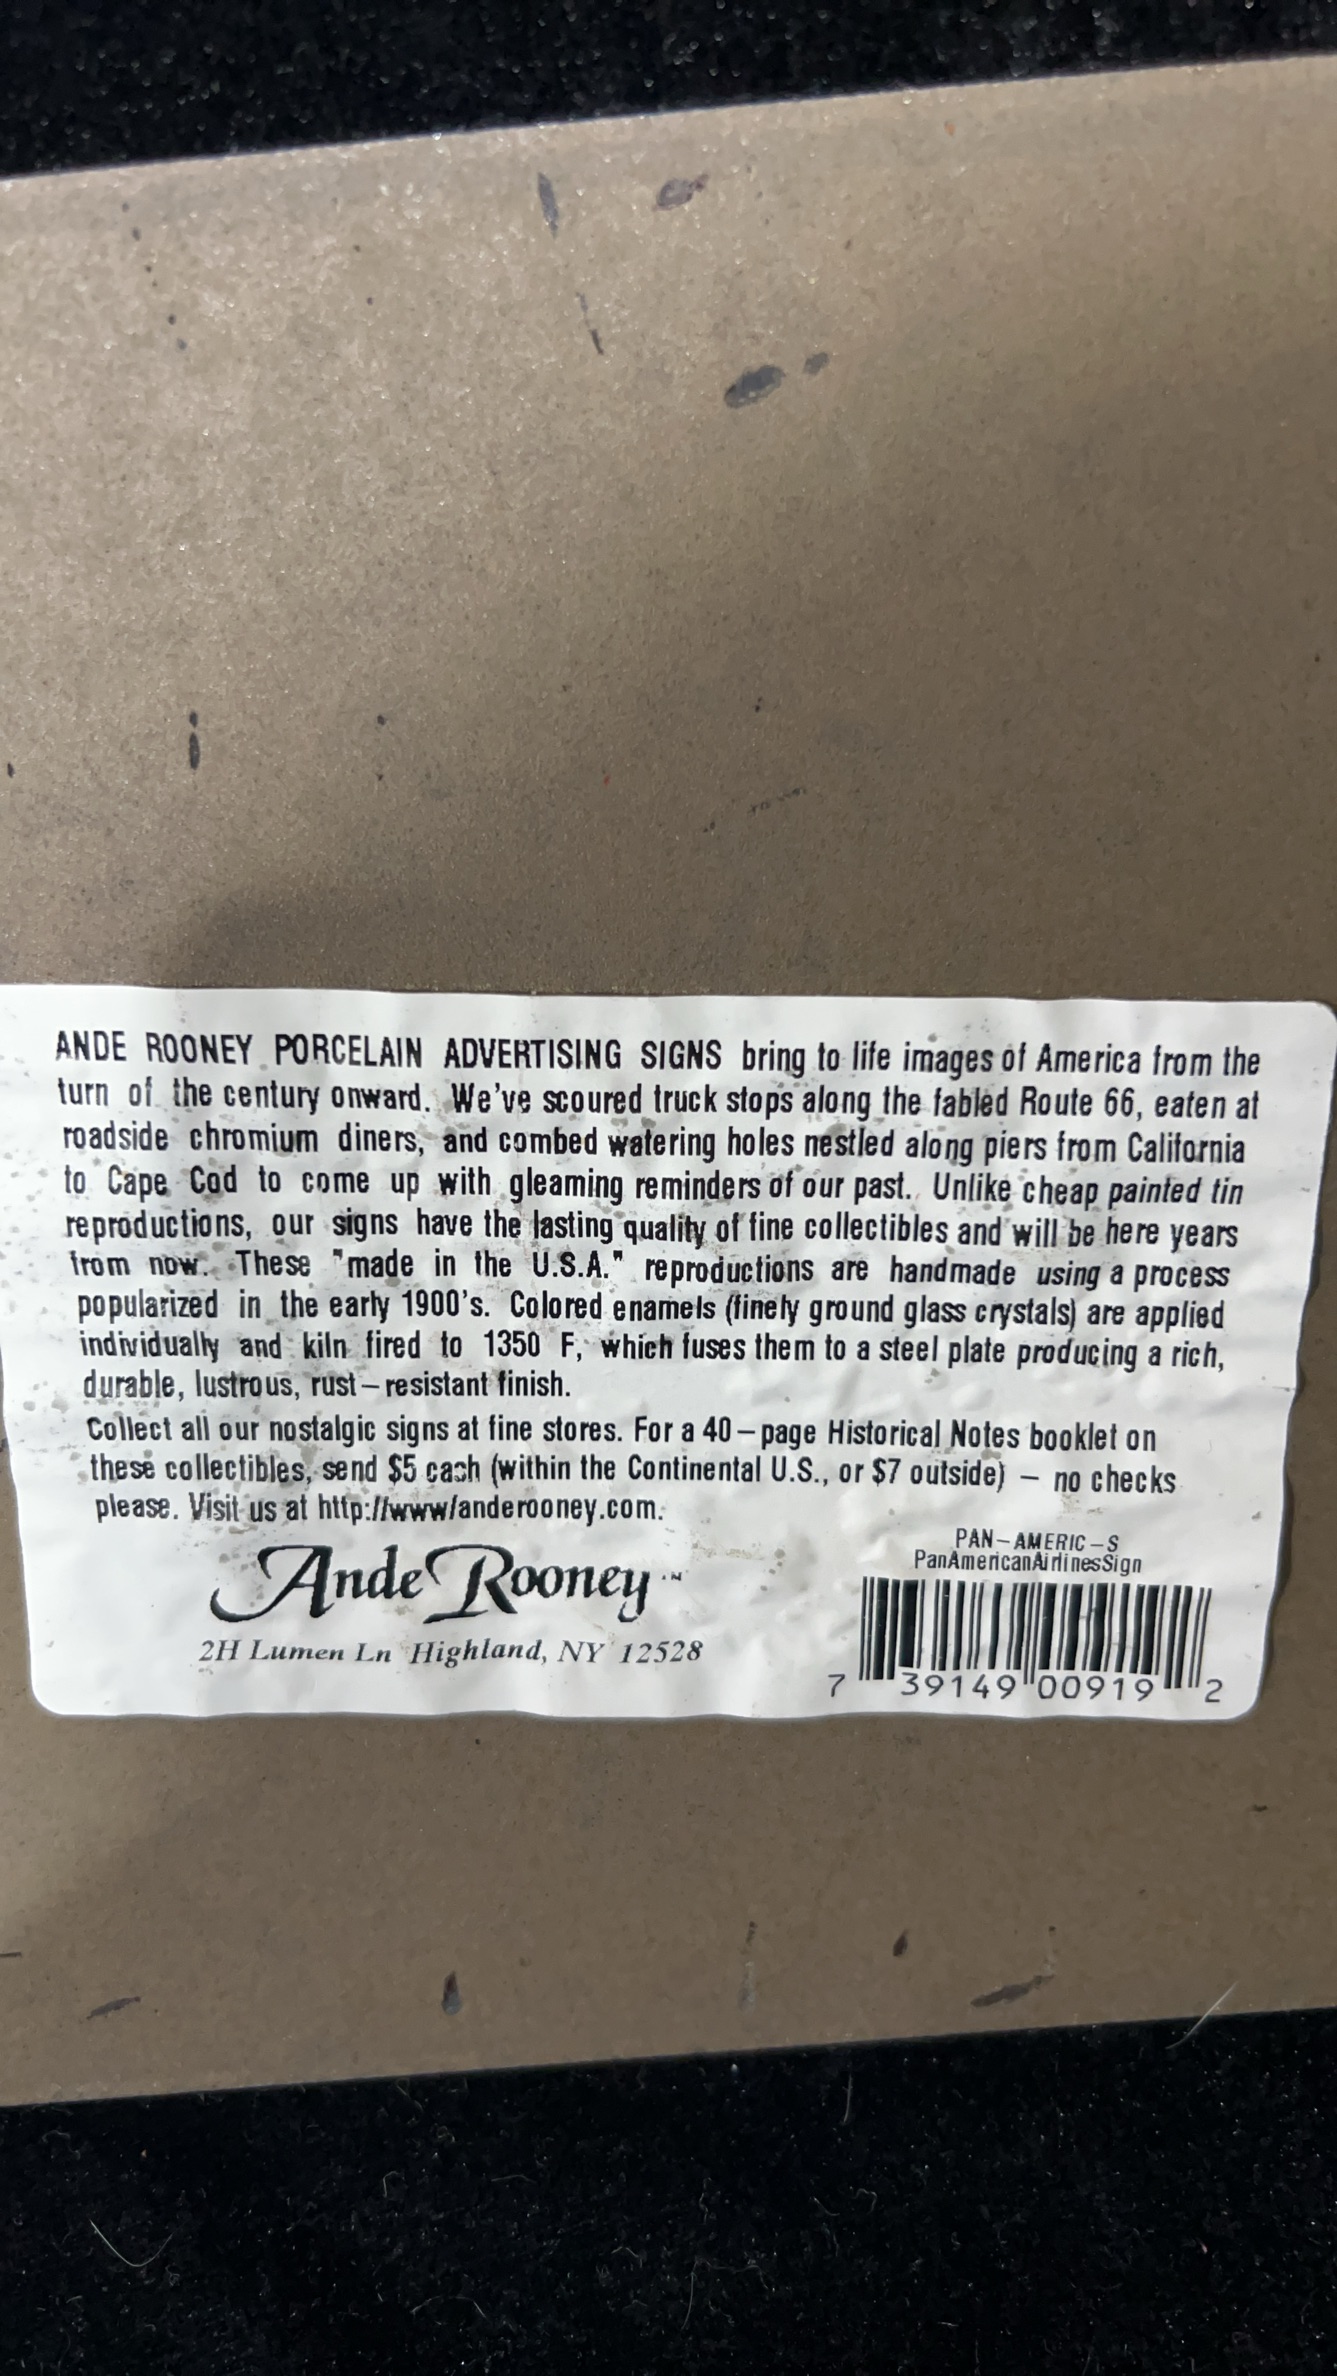 ANDE ROONEY PORCELAIN ADVERTISING SIGNS bring to life images of America from the
turn of the century onward. We've scoured truck stops along the fabled Route 66, eaten at
roadside chromium diners, and combed watering holes nestled along piers from California
to Cape Cod to come up with gleaming reminders of our past. Unlike cheap painted tin
reproductions, our signs have the lasting quality of fine collectibles and will be here years
from now. These "made in the U.S.A." reproductions are handmade using a process
popularized in the early 1900's. Colored enamels (finely ground glass crystals) are applied
individually and kiln fired to 1350 F, which fuses them to a steel plate producing a rich,
durable, lustrous, rust-resistant finish.
Collect all our nostalgic signs at fine stores. For a 40-page Historical Notes booklet on
these collectibles, send $5 cash (within the Continental U.S., or $7 outside) - no checks
please. Visit us at http://www/anderooney.com.
Ande Rooney™
2H Lumen Ln Highland, NY 12528
PAN-AMERIC-S
PanAmericanAirlinesSign
7 39149 00919 2